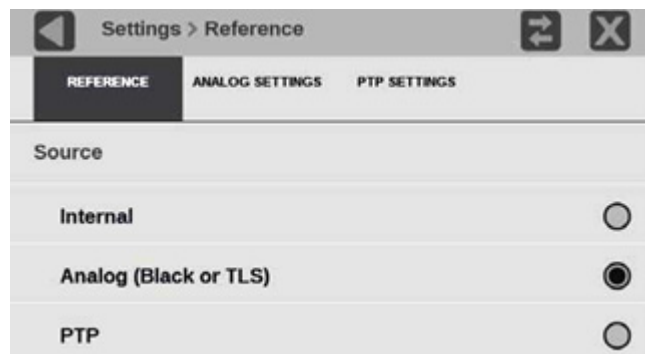 Settings > Reference
REFERENCE ANALOG SETTINGS PTP SETTINGS
Source
Internal
Analog (Black or TLS)
PTP